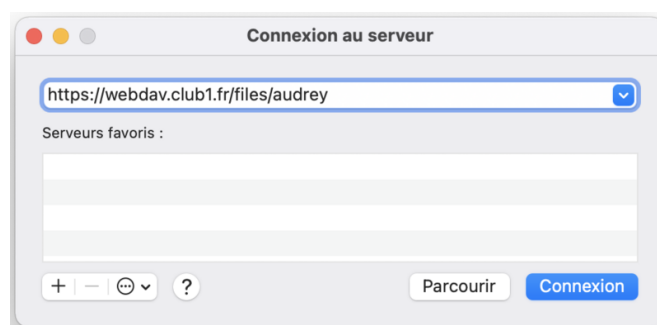 Connexion au serveur
https://webdav.club1.fr/files/audrey
Serveurs favoris :
+ − ? Parcourir Connexion